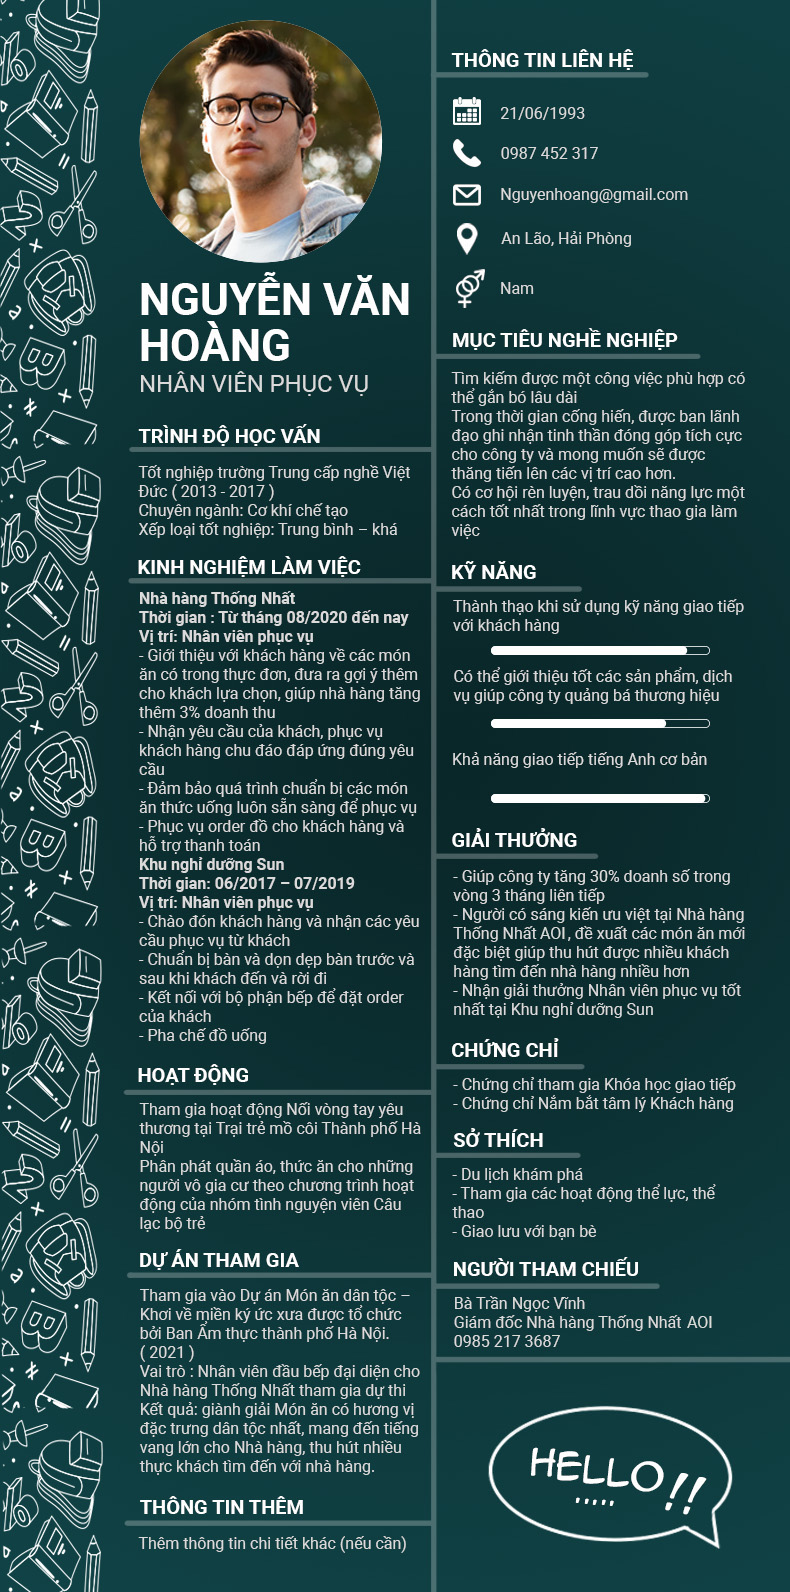 NGUYỄN VĂN
HOÀNG
NHÂN VIÊN PHỤC VỤ
TRÌNH ĐỘ HỌC VẤN
Tốt nghiệp trường Trung cấp nghề Việt
Đức ( 2013 - 2017 )
Chuyên ngành: Cơ khí chế tạo
Xếp loại tốt nghiệp: Trung bình – khá
KINH NGHIỆM LÀM VIỆC
Nhà hàng Thống Nhất
Thời gian : Từ tháng 08/2020 đến nay
Vị trí: Nhân viên phục vụ
- Giới thiệu với khách hàng về các món
ăn có trong thực đơn, đưa ra gợi ý thêm
cho khách lựa chọn, giúp nhà hàng tăng
thêm 3% doanh thu
- Nhận yêu cầu của khách, phục vụ
khách hàng chu đáo đáp ứng đúng yêu
cầu
- Đảm bảo quá trình chuẩn bị các món
ăn thức uống luôn sẵn sàng để phục vụ
- Phục vụ order đồ cho khách hàng và
hỗ trợ thanh toán
Khu nghỉ dưỡng Sun
Thời gian: 06/2017 – 07/2019
Vị trí: Nhân viên phục vụ
- Chào đón khách hàng và nhận các yêu
cầu phục vụ từ khách
- Chuẩn bị bàn và dọn dẹp bàn trước và
sau khi khách đến và rời đi
- Kết nối với bộ phận bếp để đặt order
của khách
- Pha chế đồ uống
HOẠT ĐỘNG
Tham gia hoạt động Nối vòng tay yêu
thương tại Trại trẻ mồ côi Thành phố Hà
Nội
Phân phát quần áo, thức ăn cho những
người vô gia cư theo chương trình hoạt
động của nhóm tình nguyện viên Câu
lạc bộ trẻ
DỰ ÁN THAM GIA
Tham gia vào Dự án Món ăn dân tộc –
Khơi về miền ký ức xưa được tổ chức
bởi Ban Ẩm thực thành phố Hà Nội.
( 2021 )
Vai trò : Nhân viên đầu bếp đại diện cho
Nhà hàng Thống Nhất tham gia dự thi
Kết quả: giành giải Món ăn có hương vị
đặc trưng dân tộc nhất, mang đến tiếng
vang lớn cho Nhà hàng, thu hút nhiều
thực khách tìm đến với nhà hàng.
THÔNG TIN THÊM
Thêm thông tin chi tiết khác (nếu cần)
THÔNG TIN LIÊN HỆ
21/06/1993
0987 452 317
Nguyenhoang@gmail.com
An Lão, Hải Phòng
Nam
MỤC TIÊU NGHỀ NGHIỆP
Tìm kiếm được một công việc phù hợp có
thể gắn bó lâu dài
Trong thời gian cống hiến, được ban lãnh
đạo ghi nhận tinh thần đóng góp tích cực
cho công ty và mong muốn sẽ được
thăng tiến lên các vị trí cao hơn.
Có cơ hội rèn luyện, trau dồi năng lực một
cách tốt nhất trong lĩnh vực thao gia làm
việc
KỸ NĂNG
Thành thạo khi sử dụng kỹ năng giao tiếp
với khách hàng
Có thể giới thiệu tốt các sản phẩm, dịch
vụ giúp công ty quảng bá thương hiệu
Khả năng giao tiếp tiếng Anh cơ bản
GIẢI THƯỞNG
- Giúp công ty tăng 30% doanh số trong
vòng 3 tháng liên tiếp
- Người có sáng kiến ưu việt tại Nhà hàng
Thống Nhất AOI, đề xuất các món ăn mới
đặc biệt giúp thu hút được nhiều khách
hàng tìm đến nhà hàng nhiều hơn
- Nhận giải thưởng Nhân viên phục vụ tốt
nhất tại Khu nghỉ dưỡng Sun
CHỨNG CHỈ
- Chứng chỉ tham gia Khóa học giao tiếp
- Chứng chỉ Nắm bắt tâm lý Khách hàng
SỞ THÍCH
- Du lịch khám phá
- Tham gia các hoạt động thể lực, thể
thao
- Giao lưu với bạn bè
NGƯỜI THAM CHIẾU
Bà Trần Ngọc Vĩnh
Giám đốc Nhà hàng Thống Nhất AOI
0985 217 3687
HELLO!!